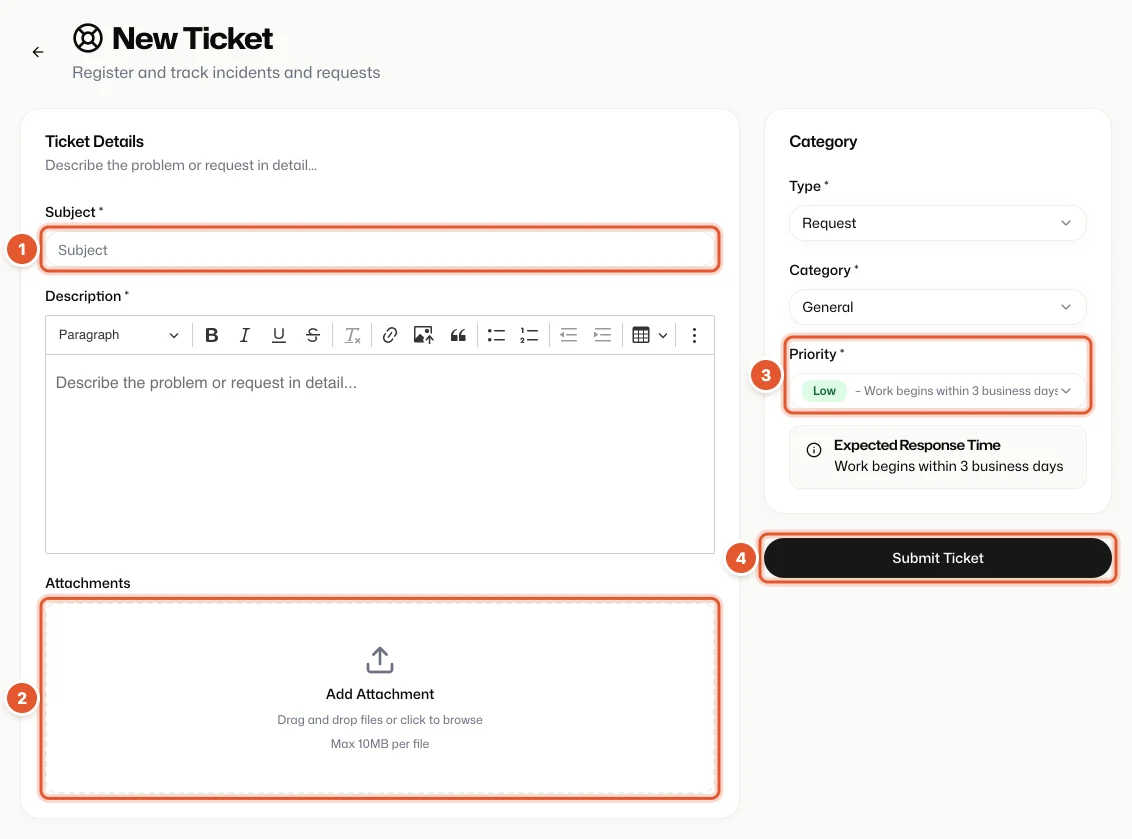 New Ticket
Register and track incidents and requests
Ticket Details
Describe the problem or request in detail...
Subject *
1
Subject
Description *
Paragraph
Describe the problem or request in detail...
Attachments
2
Add Attachment
Drag and drop files or click to browse
Max 10MB per file
Category
Type *
Request
Category *
General
3
Priority *
Low – Work begins within 3 business days
Expected Response Time
Work begins within 3 business days
4
Submit Ticket